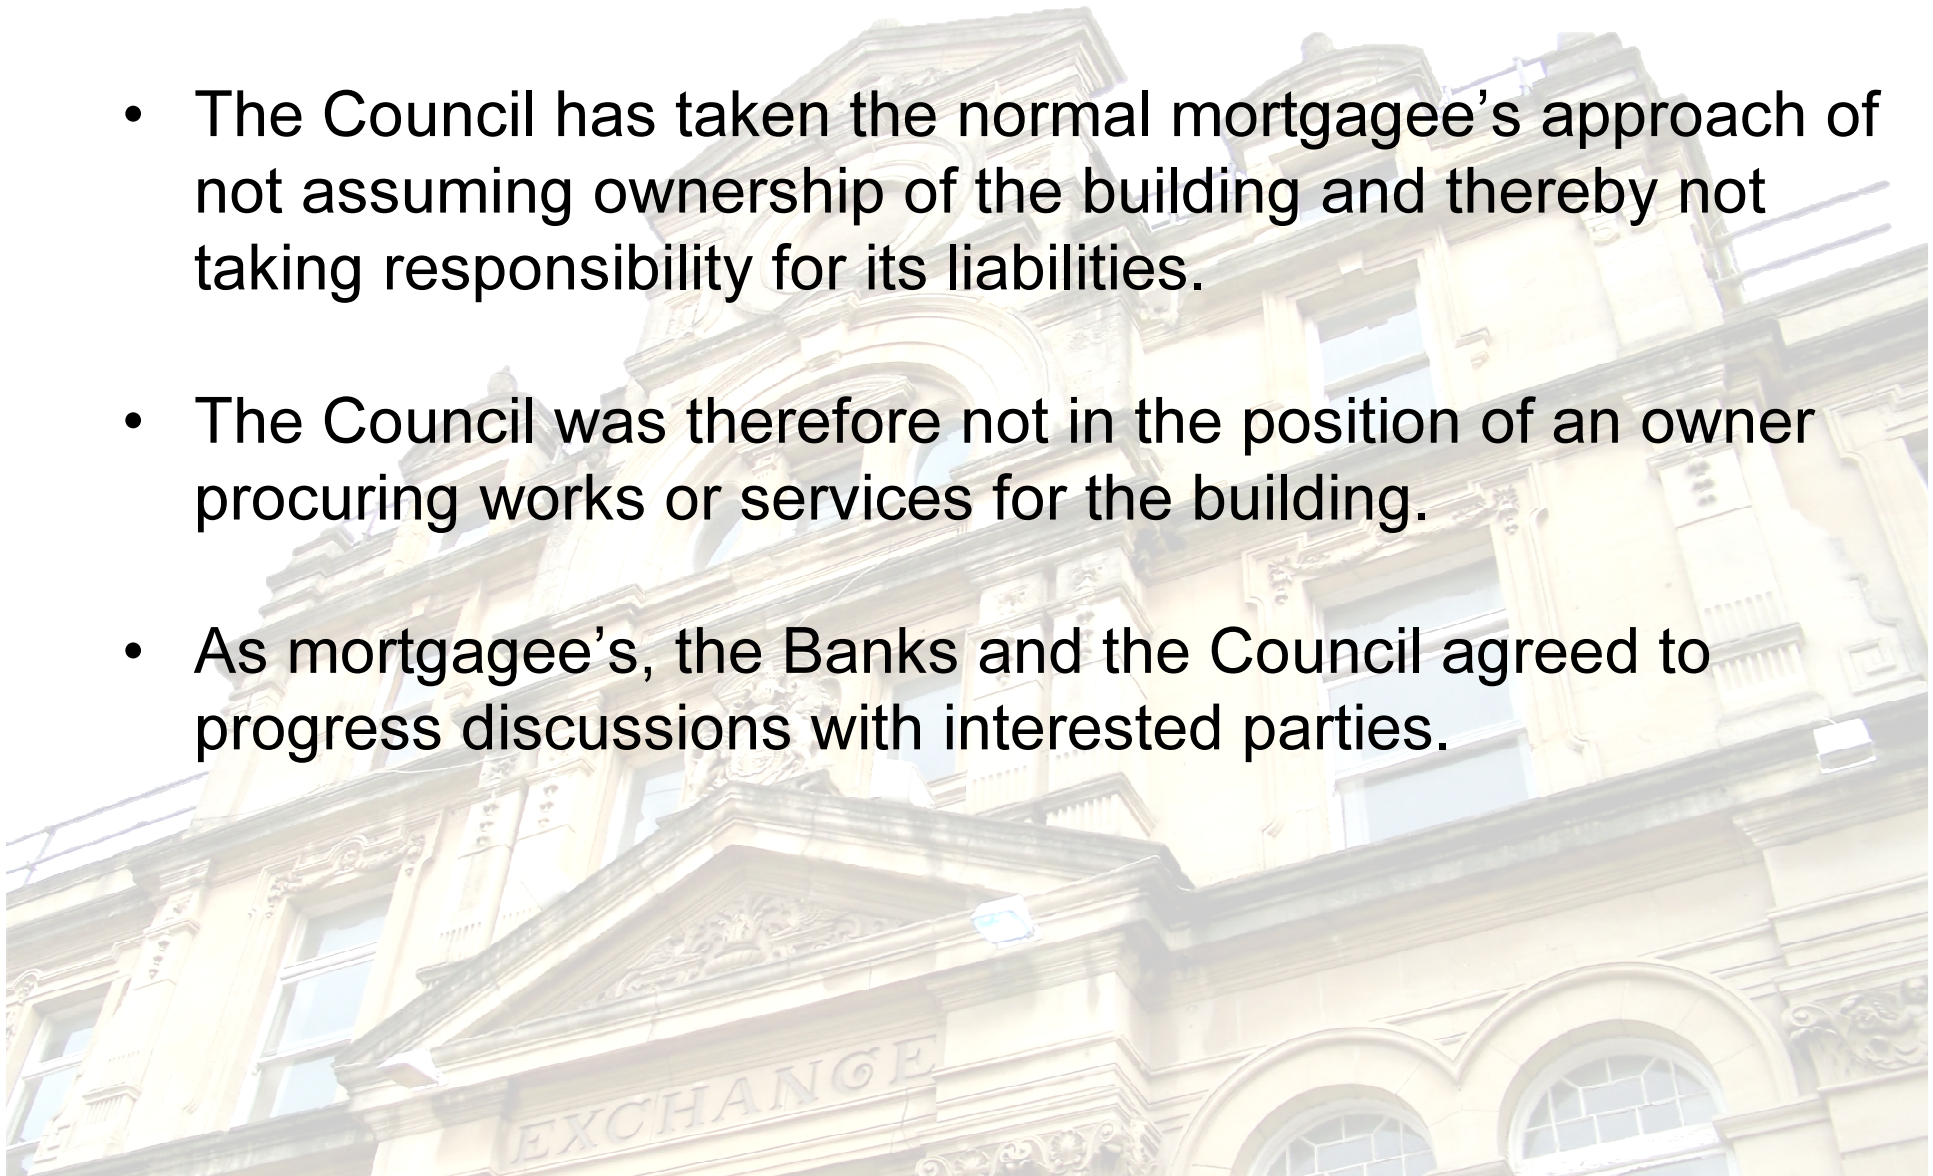 • The Council has taken the normal mortgagee’s approach of
not assuming ownership of the building and thereby not
taking responsibility for its liabilities.
• The Council was therefore not in the position of an owner
procuring works or services for the building.
• As mortgagee’s, the Banks and the Council agreed to
progress discussions with interested parties.
EXCHANGE